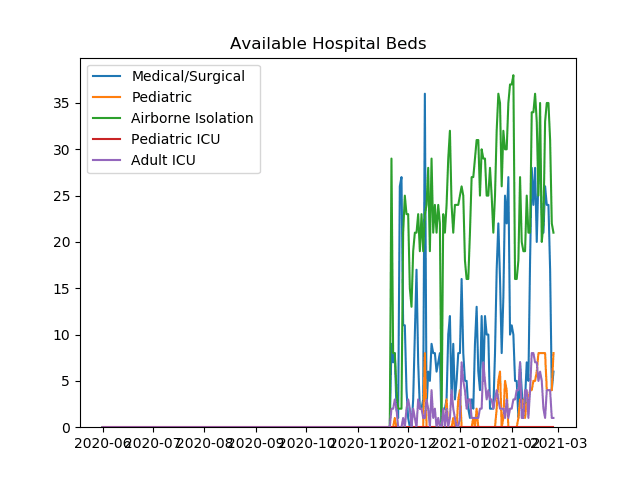 Available Hospital Beds
Medical/Surgical
Pediatric
Airborne Isolation
Pediatric ICU
Adult ICU
35
30
25
20
15
10
5
0
2020-06 2020-07 2020-08 2020-09 2020-10 2020-11 2020-12 2021-01 2021-02 2021-03